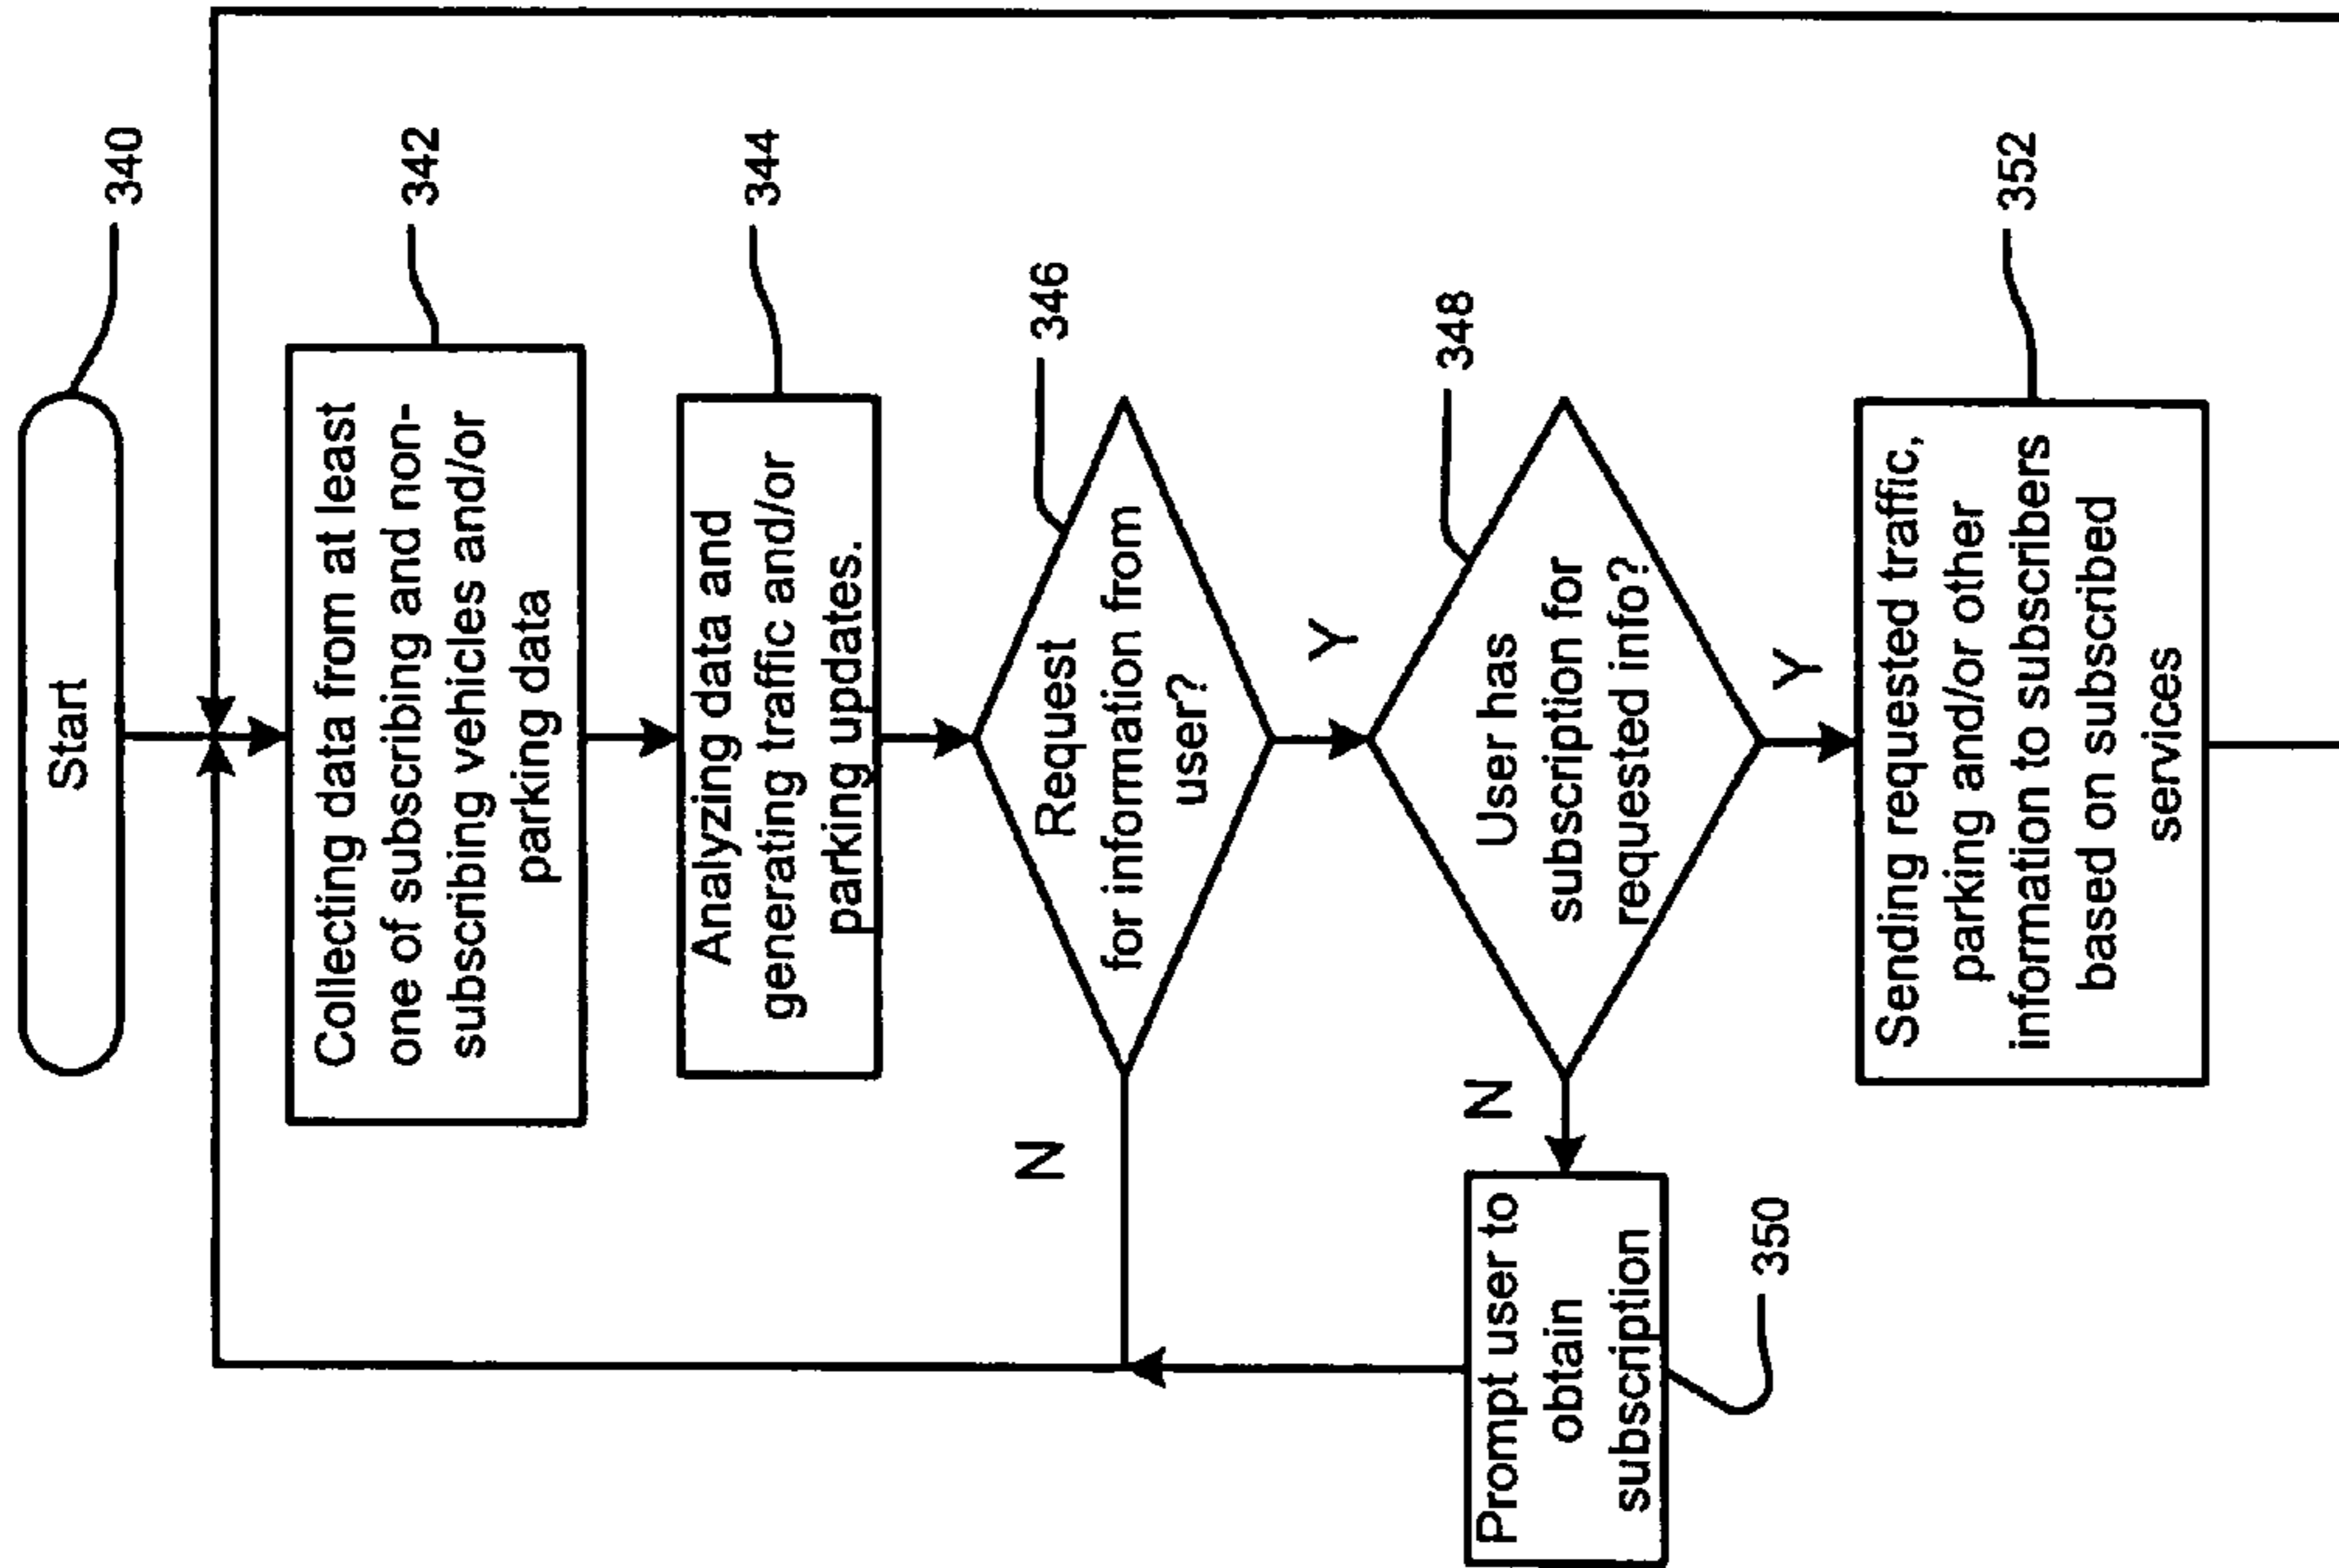 Start
340
Collecting data from at least
one of subscribing and non-
subscribing vehicles and/or
parking data
342
Analyzing data and
generating traffic and/or
parking updates.
344
Request
for information from
user?
346
N
Y
User has
subscription for
requested info?
348
N
Y
Prompt user to
obtain
subscription
350
Sending requested traffic,
parking and/or other
information to subscribers
based on subscribed
services
352